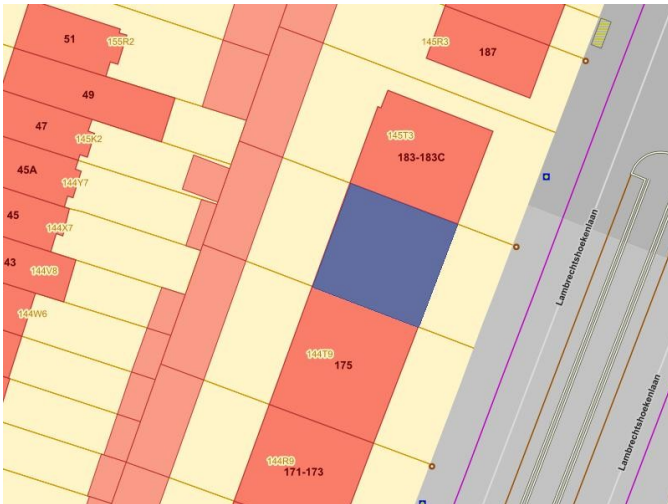 51
155R2
145R3
187
49
47
145K2
145T3
183-183C
45A
144Y7
45
144X7
43
144V8
Lambrechtshoekenlaan
144W6
144T9
175
Lambrechtshoekenlaan
144R9
171-173